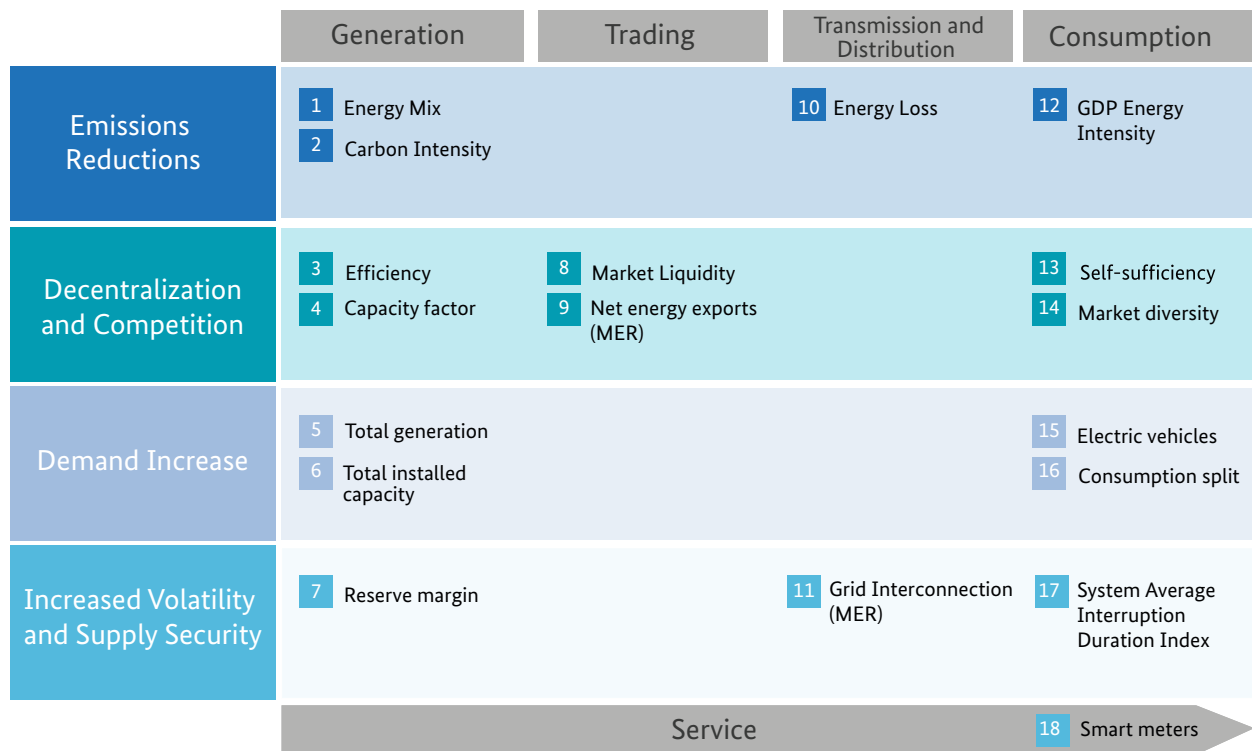 Generation
Trading
Transmission and
Distribution
Consumption
Emissions
Reductions
1 Energy Mix
2 Carbon Intensity
10 Energy Loss
12 GDP Energy
Intensity
Decentralization
and Competition
3 Efficiency
4 Capacity factor
8 Market Liquidity
9 Net energy exports
(MER)
13 Self-sufficiency
14 Market diversity
Demand Increase
5 Total generation
6 Total installed
capacity
15 Electric vehicles
16 Consumption split
Increased Volatility
and Supply Security
7 Reserve margin
11 Grid Interconnection
(MER)
17 System Average
Interruption
Duration Index
Service
18 Smart meters